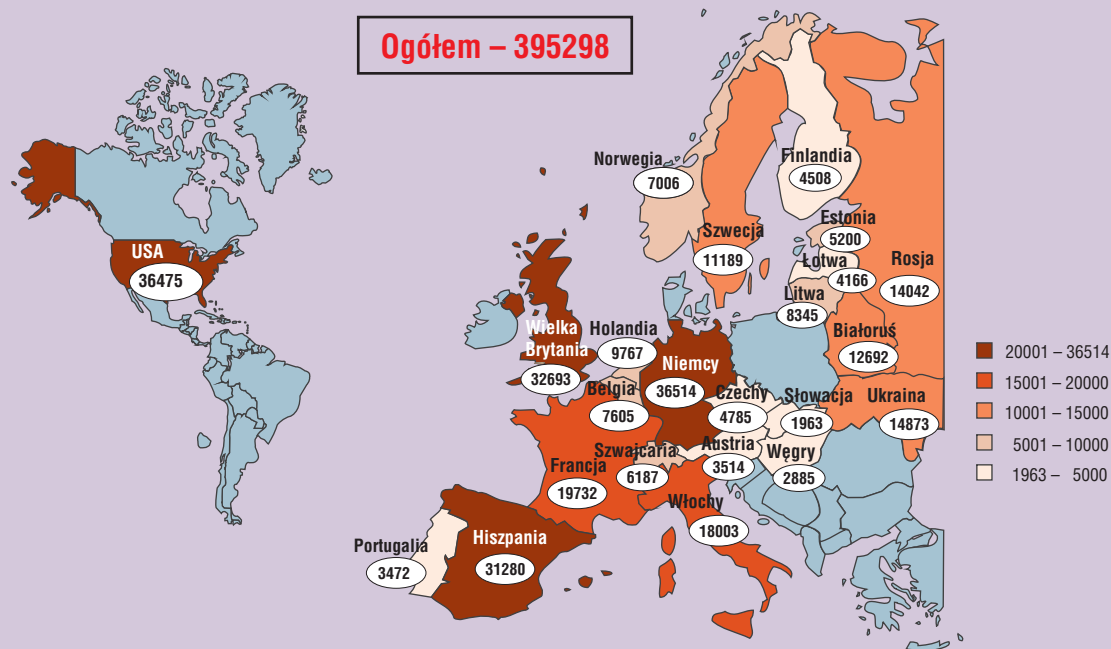 Ogółem – 395298
Norwegia
7006
Finlandia
4508
Szwecja
11189
Estonia
5200
Łotwa
4166
Rosja
14042
USA
36475
Litwa
8345
Wielka
Brytania
32693
Holandia
9767
Białoruś
12692
Niemcy
36514
Belgia
7605
Czechy
4785
Słowacja
1963
Ukraina
14873
Szwajcaria
6187
Austria
3514
Węgry
2885
Francja
19732
Włochy
18003
Portugalia
3472
Hiszpania
31280
20001 – 36514
15001 – 20000
10001 – 15000
5001 – 10000
1963 – 5000